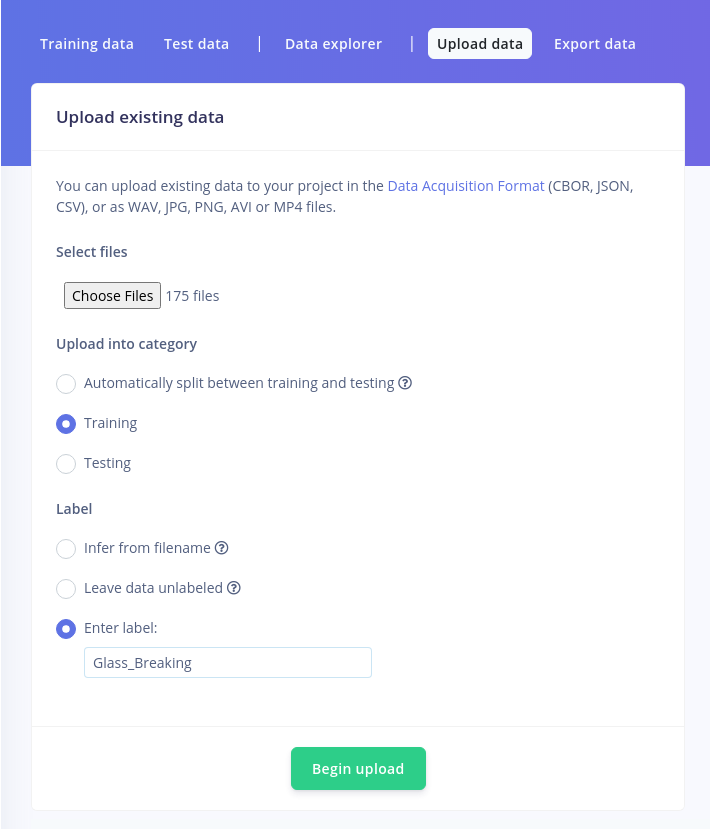 Training data Test data | Data explorer | Upload data Export data
Upload existing data
You can upload existing data to your project in the Data Acquisition Format (CBOR, JSON,
CSV), or as WAV, JPG, PNG, AVI or MP4 files.
Select files
Choose Files 175 files
Upload into category
Automatically split between training and testing ?
Training
Testing
Label
Infer from filename ?
Leave data unlabeled ?
Enter label:
Glass_Breaking
Begin upload